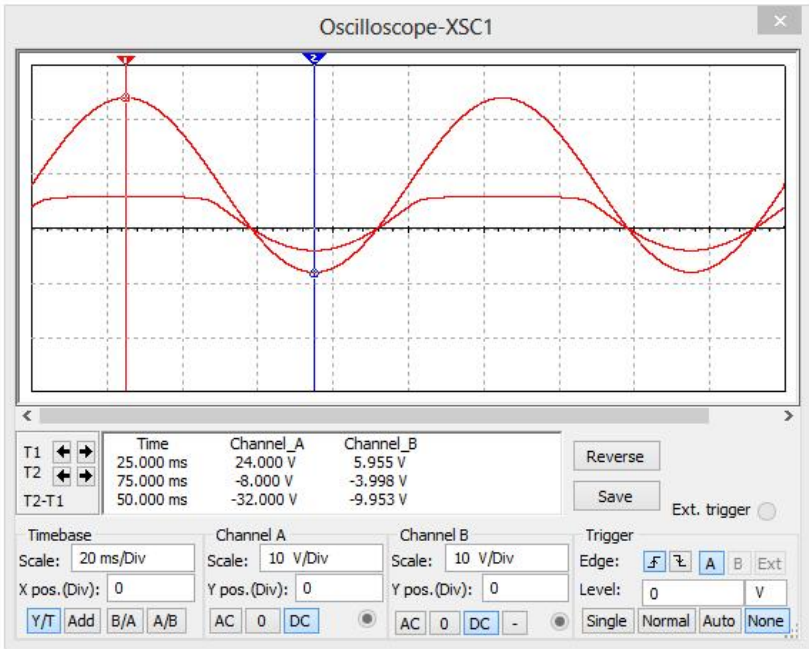 Oscilloscope-XSC1
×
1
2
T1
T2
T2-T1
Time Channel_A Channel_B
25.000 ms 24.000 V 5.955 V
75.000 ms -8.000 V -3.998 V
50.000 ms -32.000 V -9.953 V
Reverse
Save
Ext. trigger
Timebase
Scale: 20 ms/Div
X pos.(Div): 0
Y/T Add B/A A/B
Channel A
Scale: 10 V/Div
Y pos.(Div): 0
AC 0 DC
Channel B
Scale: 10 V/Div
Y pos.(Div): 0
AC 0 DC -
Trigger
Edge: A B Ext
Level: 0 V
Single Normal Auto None